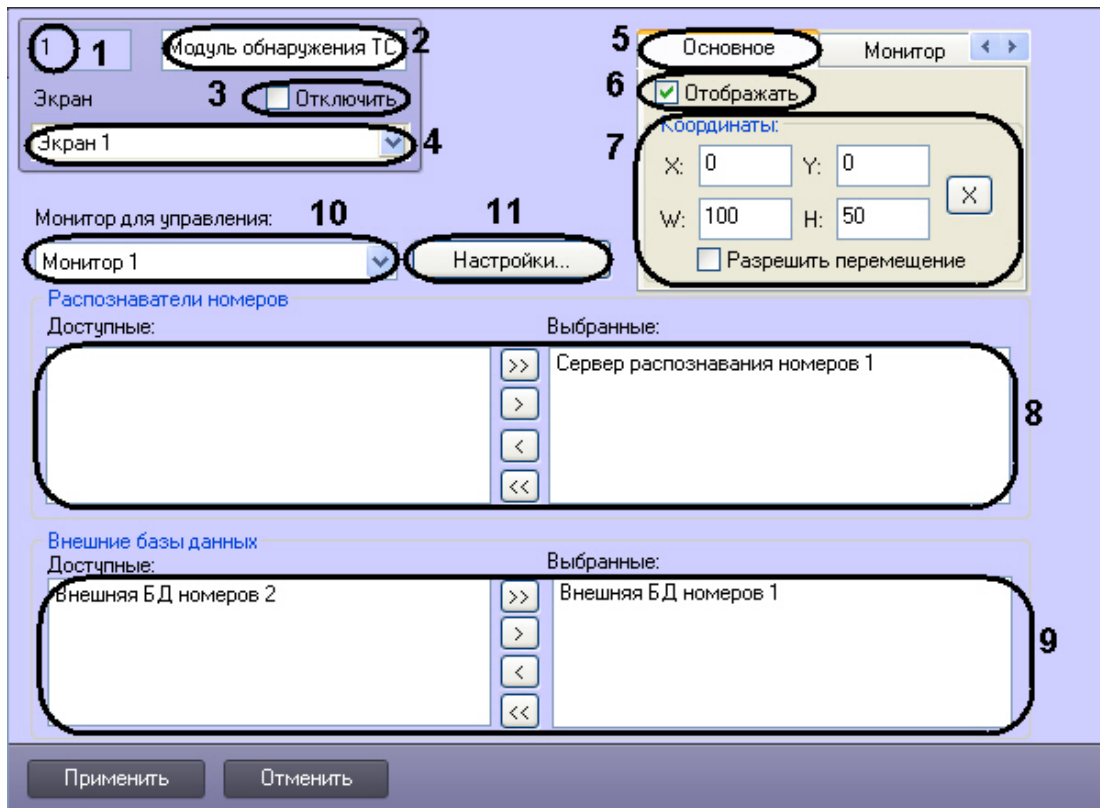 1 1 Модуль обнаружения ТС 2
Экран 3 Отключить
Экран 1 4
5 Основное Монитор
6 Отображать
7 Координаты:
X: 0 Y: 0 X
W: 100 H: 50
Разрешить перемещение
Монитор для управления: 10 11
Монитор 1 Настройки...
Распознаватели номеров
Доступные: Выбранные:
>> Сервер распознавания номеров 1
>
< 8
<<
Внешние базы данных
Доступные: Выбранные:
Внешняя БД номеров 2 >> Внешняя БД номеров 1
>
< 9
<<
Применить Отменить